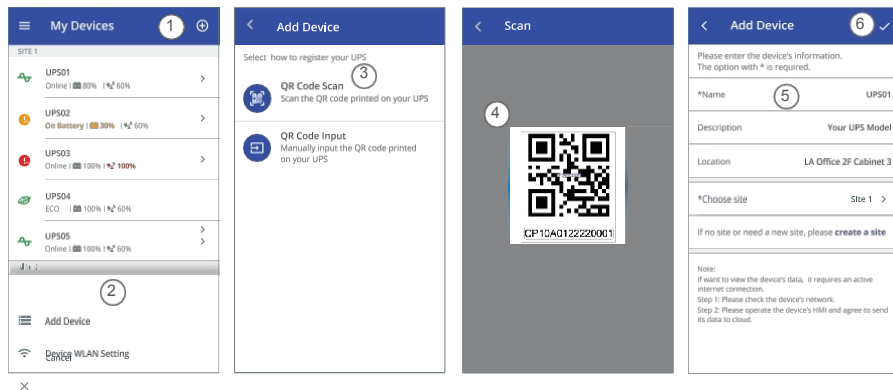 My Devices
1
SITE 1
UPS01
Online | 80% | 60%
UPS02
On Battery | 30% | 60%
UPS03
Online | 100% | 100%
UPS04
ECO | 100% | 60%
UPS05
Online | 100% | 60%
2
Add Device
Device WLAN Setting
Cancel
Add Device
Select how to register your UPS
3
QR Code Scan
Scan the QR code printed on your UPS
QR Code Input
Manually input the QR code printed
on your UPS
Scan
4
CP10A0122220001
Add Device
6
Please enter the device's information.
The option with * is required.
*Name
5
UPS01
Description Your UPS Model
Location LA Office 2F Cabinet 3
*Choose site Site 1
If no site or need a new site, please create a site
Note:
If want to view the device's data, it requires an active
internet connection.
Step 1: Please check the device's network.
Step 2: Please operate the device's HMI and agree to send
its data to cloud.